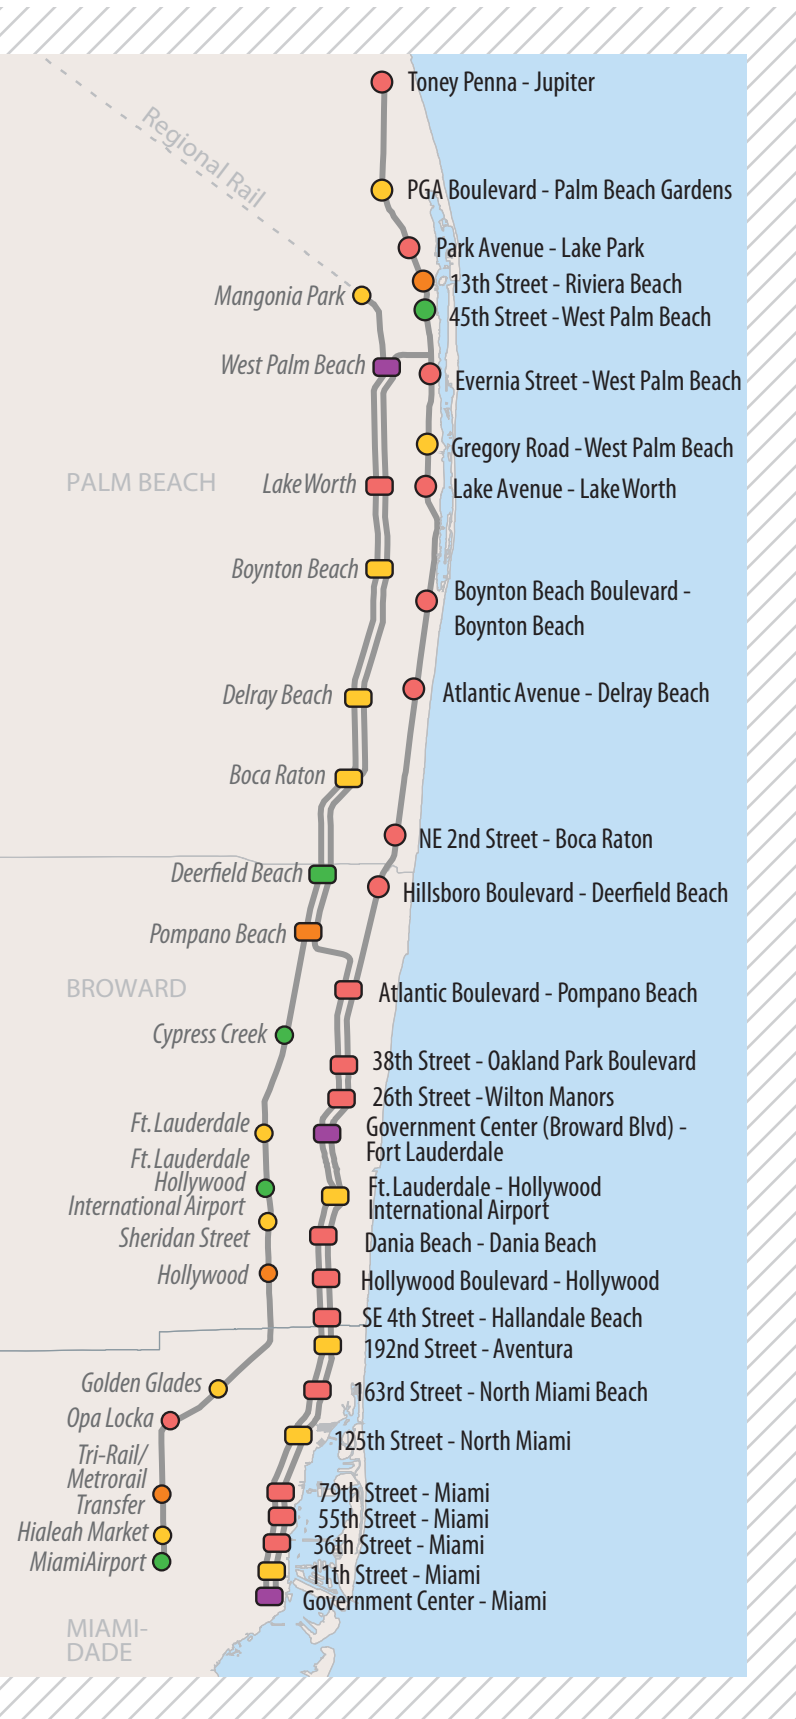 Toney Penna - Jupiter
Regional Rail
PGA Boulevard - Palm Beach Gardens
Park Avenue - Lake Park
13th Street - Riviera Beach
Mangonia Park
45th Street - West Palm Beach
West Palm Beach
Evernia Street - West Palm Beach
Gregory Road - West Palm Beach
PALM BEACH
Lake Worth
Lake Avenue - Lake Worth
Boynton Beach
Boynton Beach Boulevard -
Boynton Beach
Delray Beach
Atlantic Avenue - Delray Beach
Boca Raton
NE 2nd Street - Boca Raton
Deerfield Beach
Hillsboro Boulevard - Deerfield Beach
Pompano Beach
BROWARD
Atlantic Boulevard - Pompano Beach
Cypress Creek
38th Street - Oakland Park Boulevard
26th Street - Wilton Manors
Ft. Lauderdale
Government Center (Broward Blvd) -
Fort Lauderdale
Ft. Lauderdale
Hollywood
International Airport
Ft. Lauderdale - Hollywood
International Airport
Sheridan Street
Dania Beach - Dania Beach
Hollywood
Hollywood Boulevard - Hollywood
SE 4th Street - Hallandale Beach
192nd Street - Aventura
Golden Glades
163rd Street - North Miami Beach
Opa Locka
125th Street - North Miami
Tri-Rail/
Metrorail
Transfer
79th Street - Miami
55th Street - Miami
Hialeah Market
36th Street - Miami
Miami Airport
11th Street - Miami
Government Center - Miami
MIAMI-
DADE